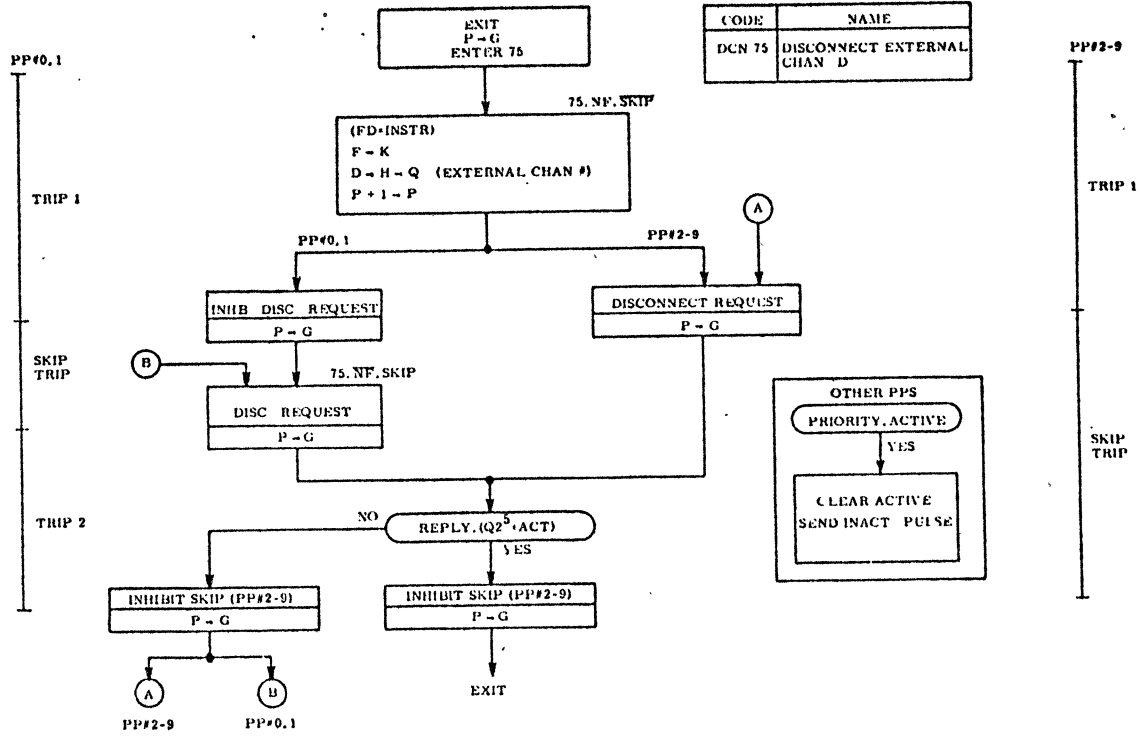 EXIT
P → G
ENTER 75
CODE NAME
DCN 75 DISCONNECT EXTERNAL
CHAN D
PP#0,1
PP#2-9
75. NF. SKIP
(FD=INSTR)
F → K
D → H → Q (EXTERNAL CHAN #)
P + 1 → P
TRIP 1
TRIP 1
A
PP#0,1
PP#2-9
INHB DISC REQUEST
P → G
DISCONNECT REQUEST
P → G
SKIP
TRIP
B
75. NF. SKIP
DISC REQUEST
P → G
OTHER PPS
PRIORITY. ACTIVE
YES
CLEAR ACTIVE
SEND INACT PULSE
SKIP
TRIP
TRIP 2
NO
REPLY. (Q2⁵+ACT)
YES
INHIBIT SKIP (PP#2-9)
P → G
INHIBIT SKIP (PP#2-9)
P → G
A
B
EXIT
PP#2-9
PP#0,1